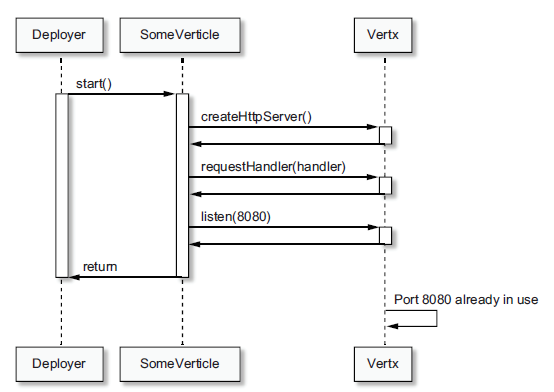 Deployer SomeVerticle Vertx
start()
createHttpServer()
requestHandler(handler)
listen(8080)
return
Port 8080 already in use
Deployer SomeVerticle Vertx